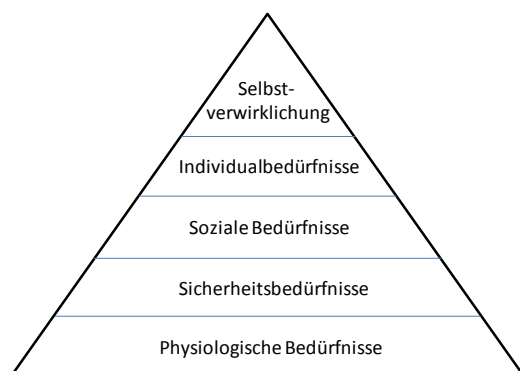 Selbst-
verwirklichung
Individualbedürfnisse
Soziale Bedürfnisse
Sicherheitsbedürfnisse
Physiologische Bedürfnisse